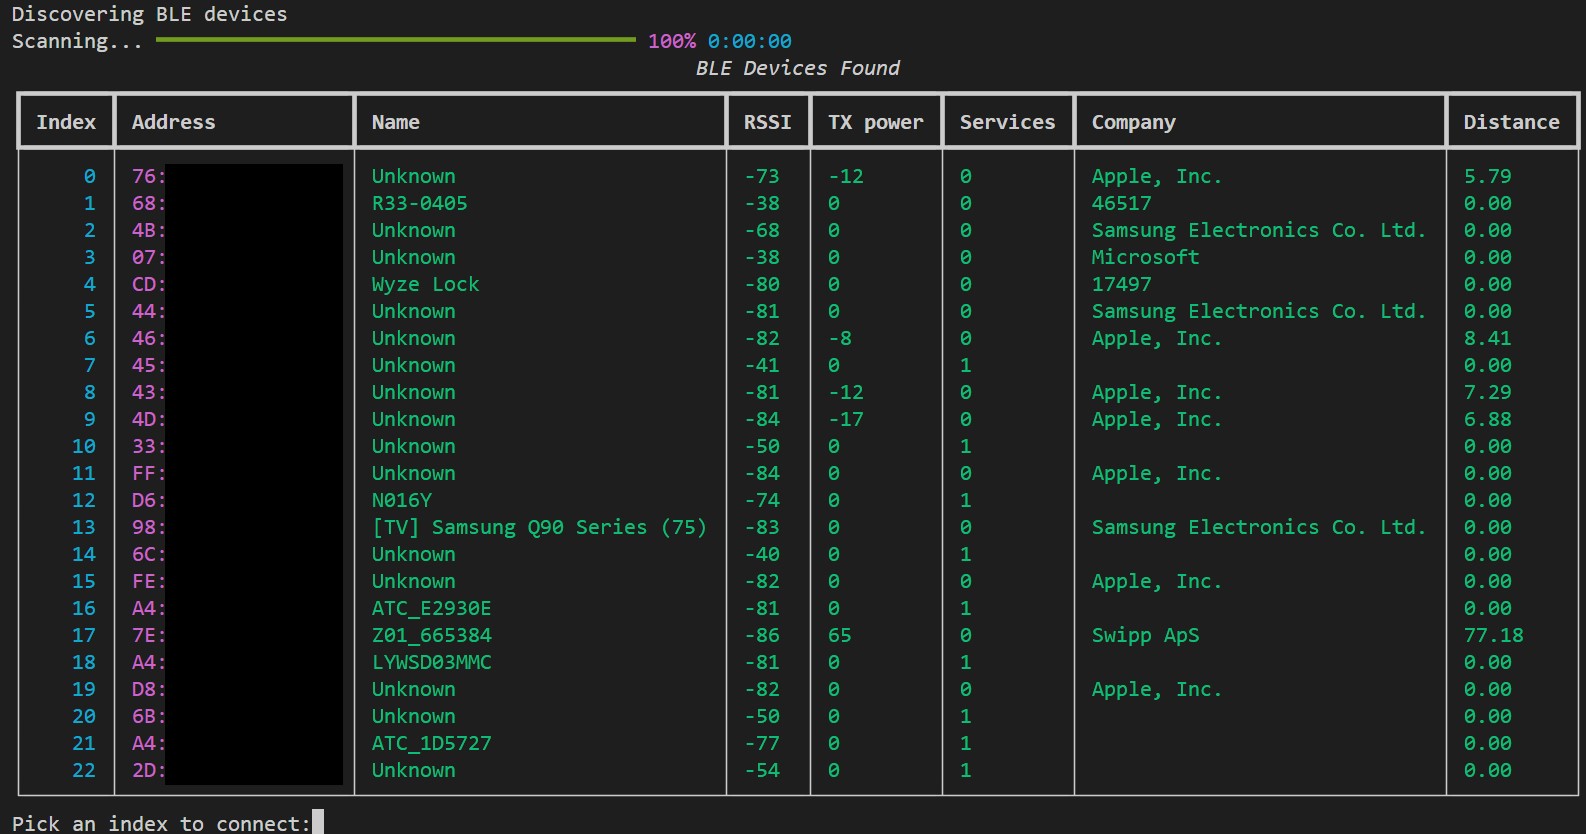 Discovering BLE devices
Scanning... 100% 0:00:00
BLE Devices Found
Index Address Name RSSI TX power Services Company Distance
0 76: Unknown -73 -12 0 Apple, Inc. 5.79
1 68: R33-0405 -38 0 0 46517 0.00
2 4B: Unknown -68 0 0 Samsung Electronics Co. Ltd. 0.00
3 07: Unknown -38 0 0 Microsoft 0.00
4 CD: Wyze Lock -80 0 0 17497 0.00
5 44: Unknown -81 0 0 Samsung Electronics Co. Ltd. 0.00
6 46: Unknown -82 -8 0 Apple, Inc. 8.41
7 45: Unknown -41 0 1 0.00
8 43: Unknown -81 -12 0 Apple, Inc. 7.29
9 4D: Unknown -84 -17 0 Apple, Inc. 6.88
10 33: Unknown -50 0 1 0.00
11 FF: Unknown -84 0 0 Apple, Inc. 0.00
12 D6: N016Y -74 0 1 0.00
13 98: [TV] Samsung Q90 Series (75) -83 0 0 Samsung Electronics Co. Ltd. 0.00
14 6C: Unknown -40 0 1 0.00
15 FE: Unknown -82 0 0 Apple, Inc. 0.00
16 A4: ATC_E2930E -81 0 1 0.00
17 7E: Z01_665384 -86 65 0 Swipp ApS 77.18
18 A4: LYWSD03MMC -81 0 1 0.00
19 D8: Unknown -82 0 0 Apple, Inc. 0.00
20 6B: Unknown -50 0 1 0.00
21 A4: ATC_1D5727 -77 0 1 0.00
22 2D: Unknown -54 0 1 0.00
Pick an index to connect: